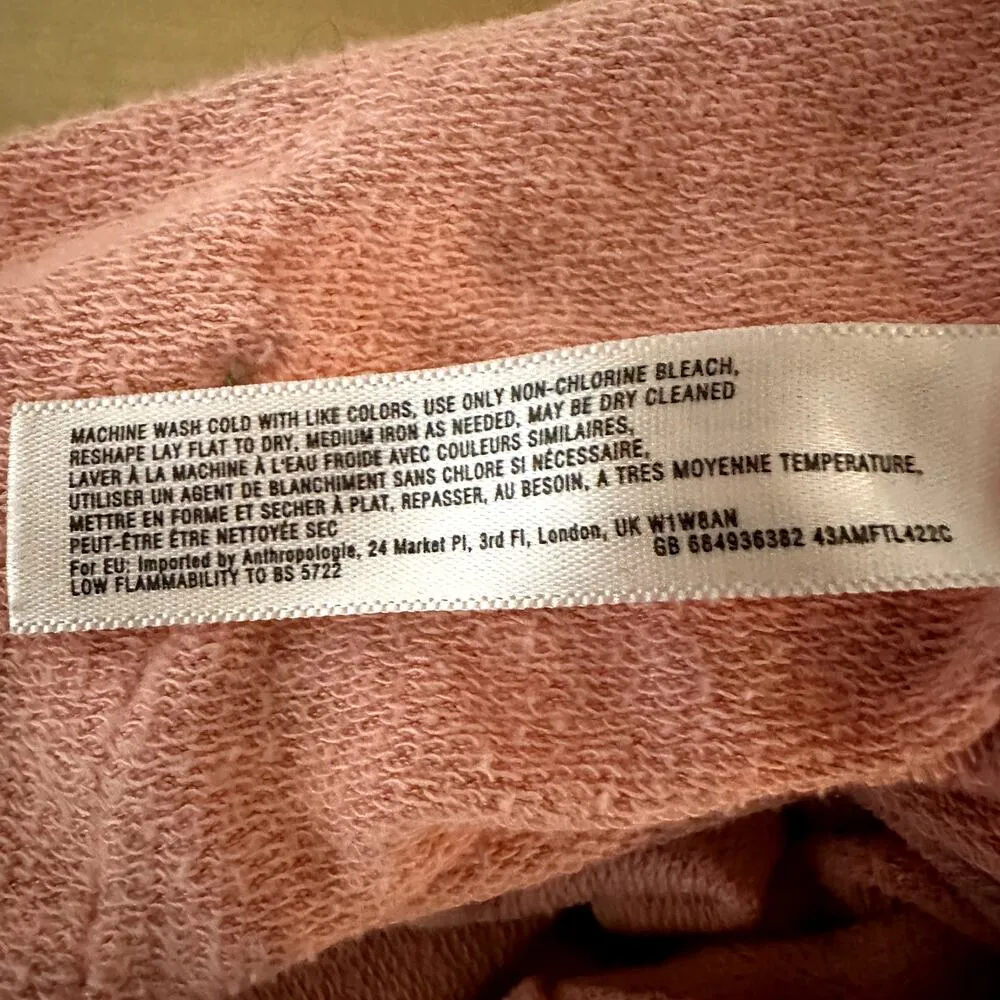 MACHINE WASH COLD WITH LIKE COLORS, USE ONLY NON-CHLORINE BLEACH,
RESHAPE LAY FLAT TO DRY, MEDIUM IRON AS NEEDED, MAY BE DRY CLEANED
LAVER À LA MACHINE À L'EAU FROIDE AVEC COULEURS SIMILAIRES,
UTILISER UN AGENT DE BLANCHIMENT SANS CHLORE SI NÉCESSAIRE,
METTRE EN FORME ET SECHER À PLAT, REPASSER, AU BESOIN, A TRES MOYENNE TEMPERATURE,
PEUT-ÊTRE ÊTRE NETTOYÉE SEC
For EU: Imported by Anthropologie, 24 Market Pl, 3rd Fl, London, UK W1W8AN
LOW FLAMMABILITY TO BS 5722
GB 684936382 43AMFTL422C